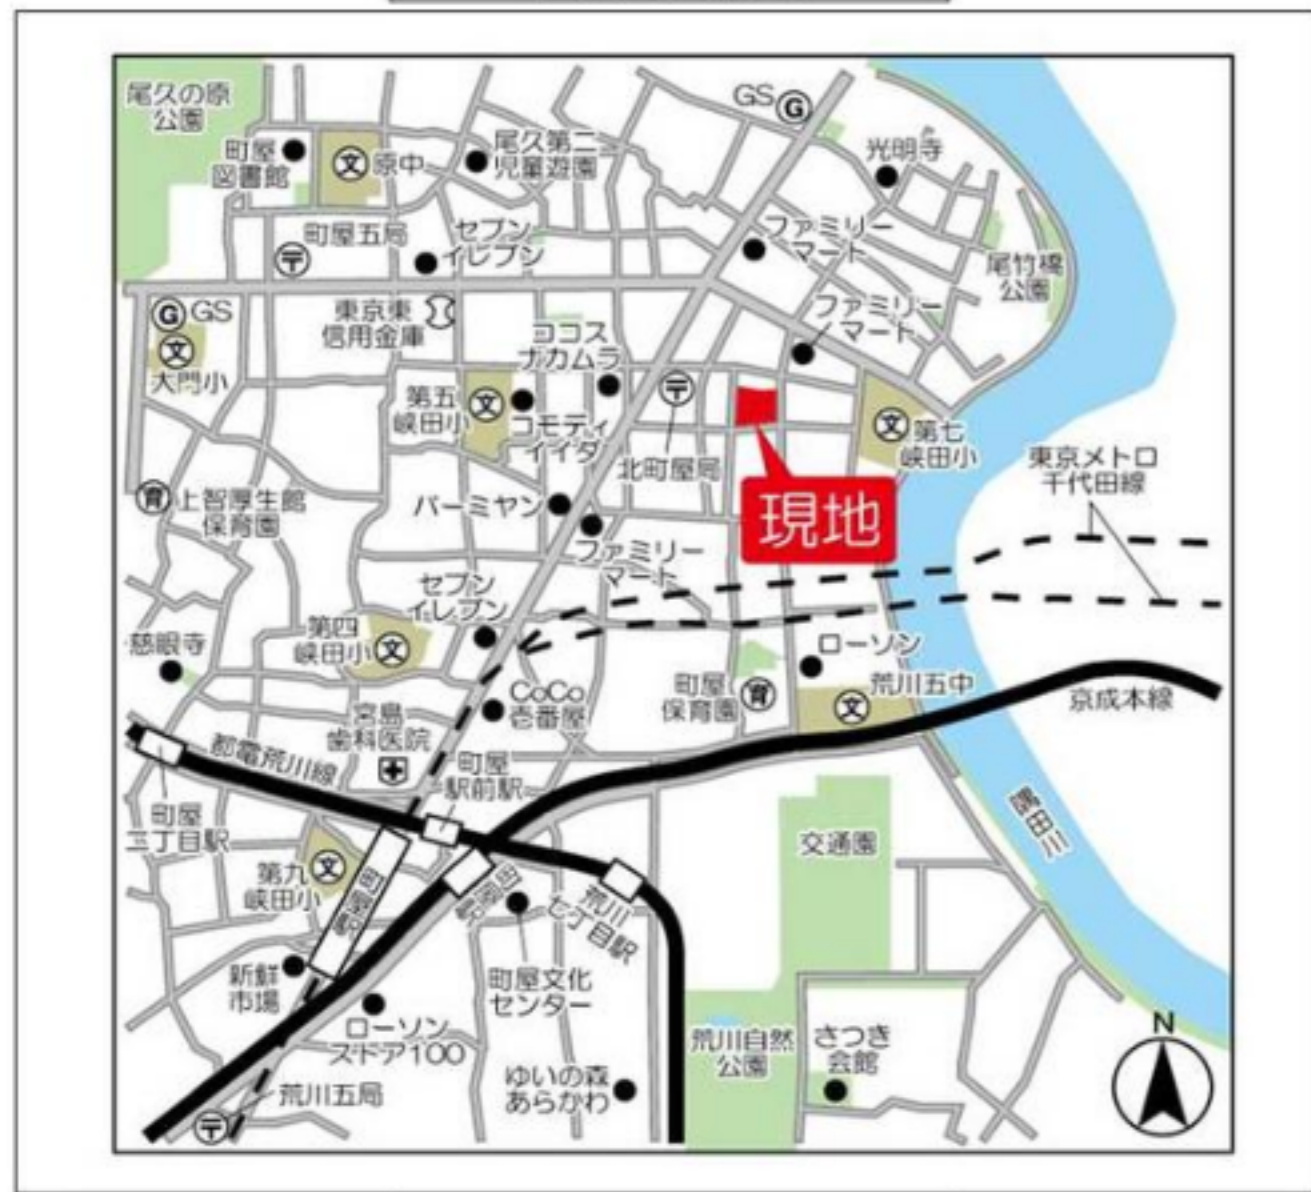 尾久の原
公園
町屋
図書館
文
原中
尾久第二
児童遊園
GS
G
光明寺
町屋五局
セブン
イレブン
ファミリー
マート
尾竹橋
公園
G
GS
文
大門小
東京東
信用金庫
ココス
ナカムラ
ファミリー
マート
第五
峡田小
文
コモディ
イイダ
北町屋局
文
第七
峡田小
東京メトロ
千代田線
現地
育
上智厚生館
保育園
バーミヤン
ファミリー
マート
セブン
イレブン
慈眼寺
第四
峡田小
文
ローソン
町屋
保育園
育
荒川五中
文
京成本線
CoCo
壱番屋
宮島
歯科医院
都電荒川線
町屋
駅前駅
町屋
二丁目駅
隅田川
交通園
第九
峡田小
文
町屋駅
町屋駅
荒川
七丁目駅
新鮮
市場
町屋文化
センター
ローソン
ストア100
荒川自然
公園
さつき
会館
N
荒川五局
ゆいの森
あらかわ